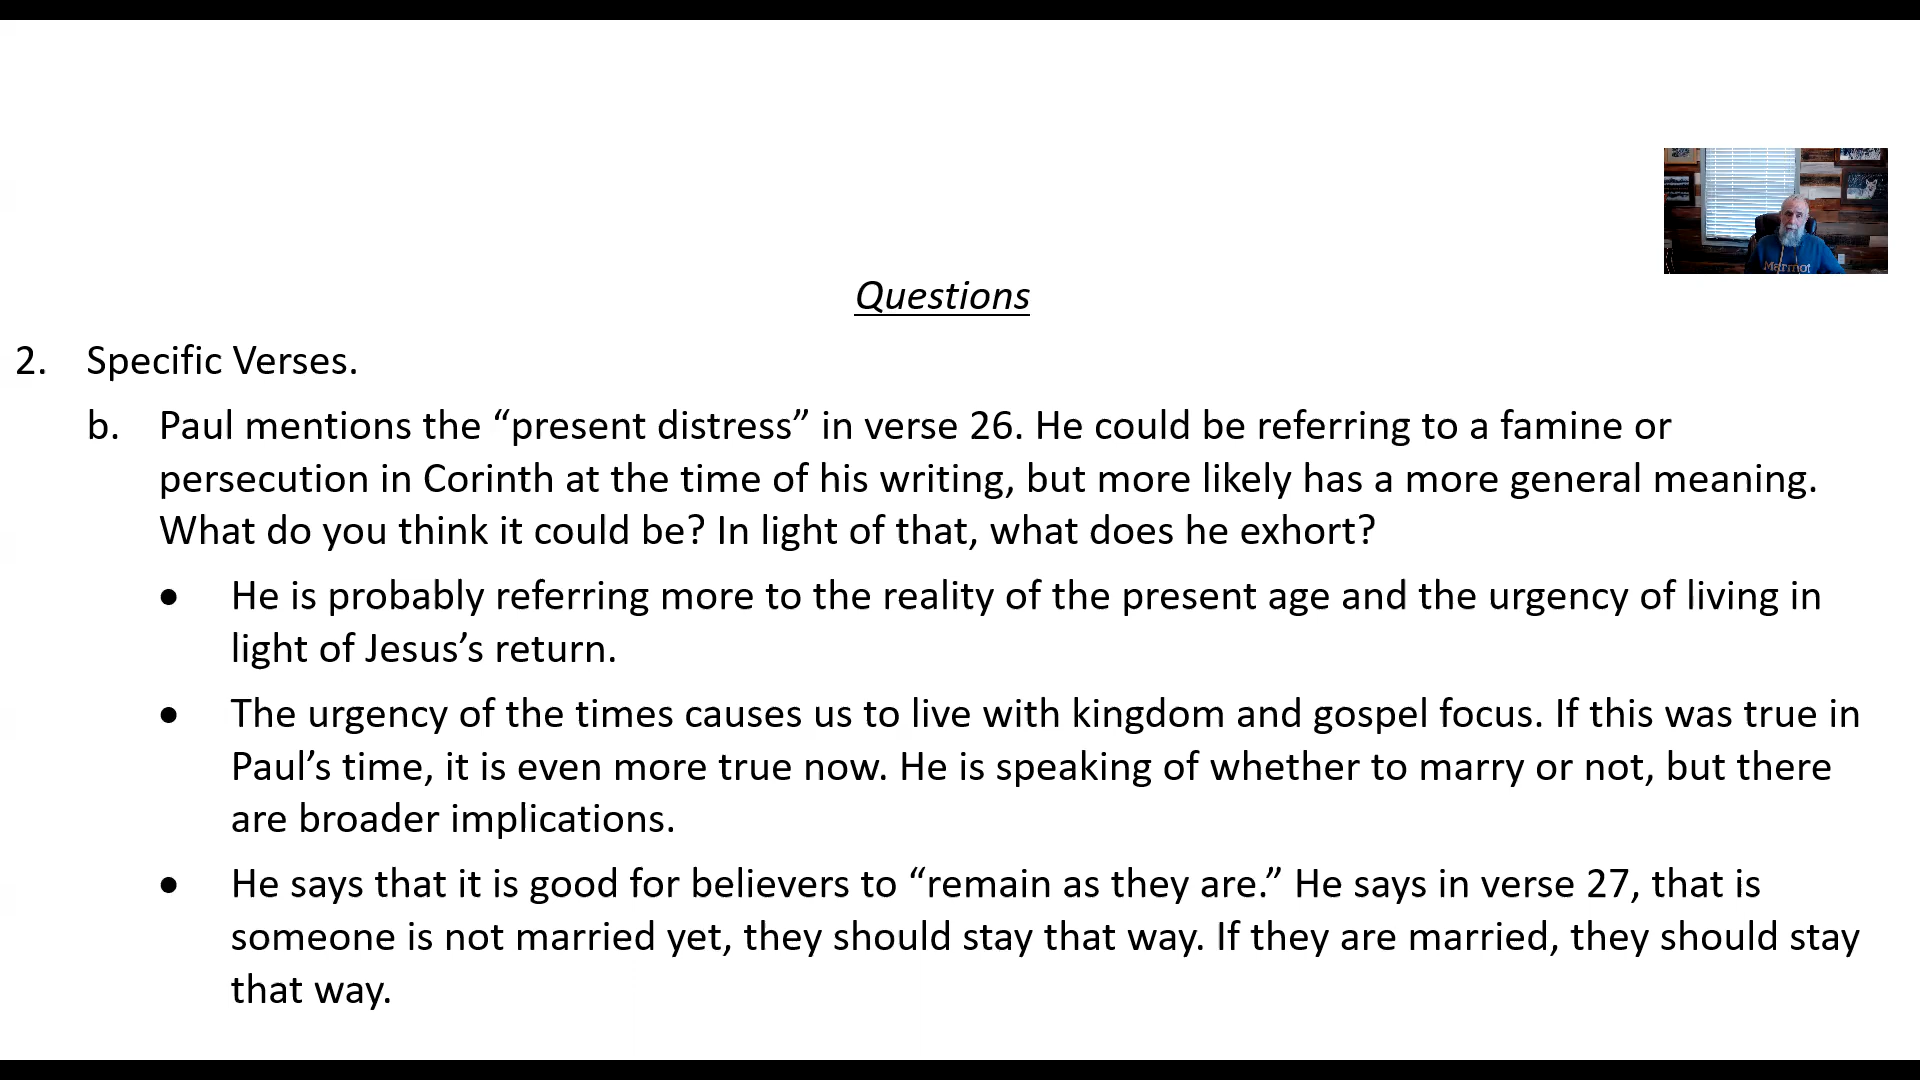 Marmot
Questions
2. Specific Verses.
b. Paul mentions the “present distress” in verse 26. He could be referring to a famine or
persecution in Corinth at the time of his writing, but more likely has a more general meaning.
What do you think it could be? In light of that, what does he exhort?
• He is probably referring more to the reality of the present age and the urgency of living in
light of Jesus’s return.
• The urgency of the times causes us to live with kingdom and gospel focus. If this was true in
Paul’s time, it is even more true now. He is speaking of whether to marry or not, but there
are broader implications.
• He says that it is good for believers to “remain as they are.” He says in verse 27, that is
someone is not married yet, they should stay that way. If they are married, they should stay
that way.